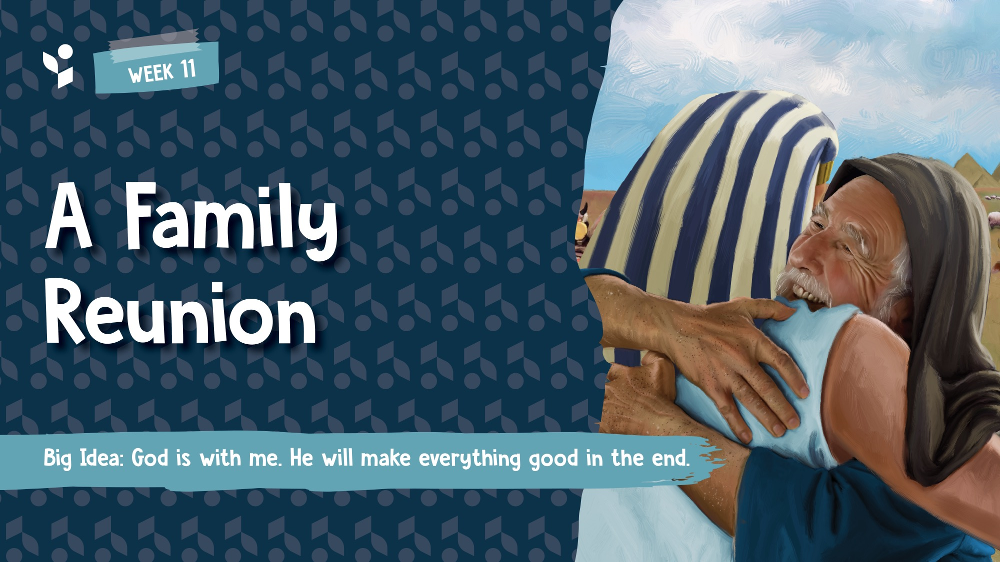 WEEK 11
A Family
Reunion
Big Idea: God is with me. He will make everything good in the end.